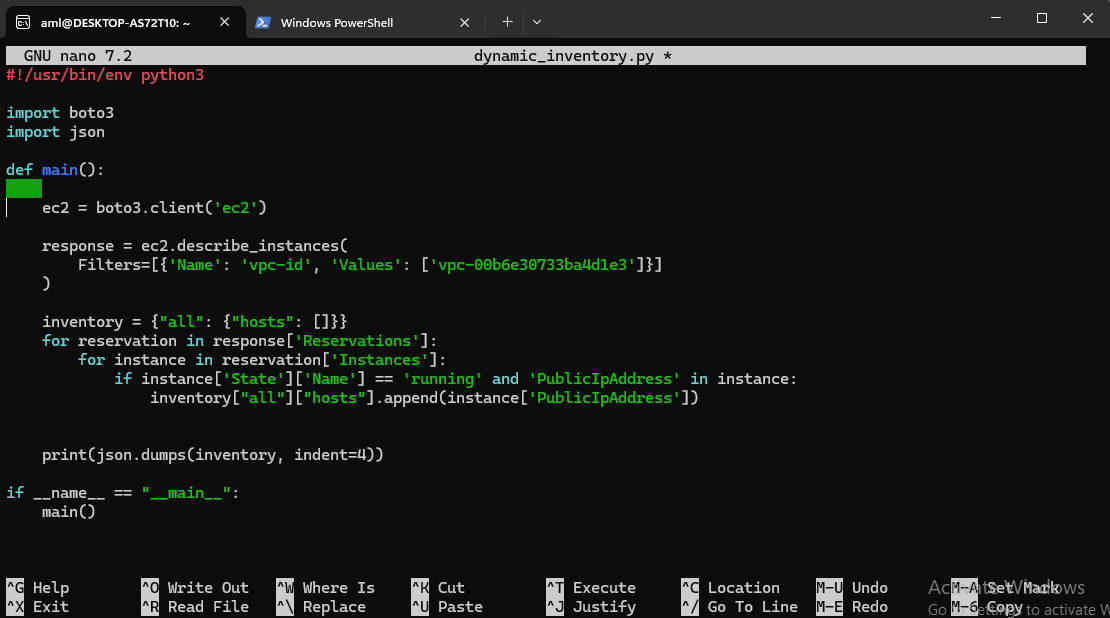 aml@DESKTOP-AS72T10: ~
Windows PowerShell
GNU nano 7.2 dynamic_inventory.py *
#!/usr/bin/env python3
import boto3
import json
def main():
ec2 = boto3.client('ec2')
response = ec2.describe_instances(
Filters=[{'Name': 'vpc-id', 'Values': ['vpc-00b6e30733ba4d1e3']}]
)
inventory = {"all": {"hosts": []}}
for reservation in response['Reservations']:
for instance in reservation['Instances']:
if instance['State']['Name'] == 'running' and 'PublicIpAddress' in instance:
inventory["all"]["hosts"].append(instance['PublicIpAddress'])
print(json.dumps(inventory, indent=4))
if __name__ == "__main__":
main()
^G Help ^O Write Out ^W Where Is ^K Cut ^T Execute ^C Location M-U Undo M-A Set Mark
^X Exit ^R Read File ^\ Replace ^U Paste ^J Justify ^/ Go To Line M-E Redo M-6 Copy
Activate Windows
Go to Settings to activate W